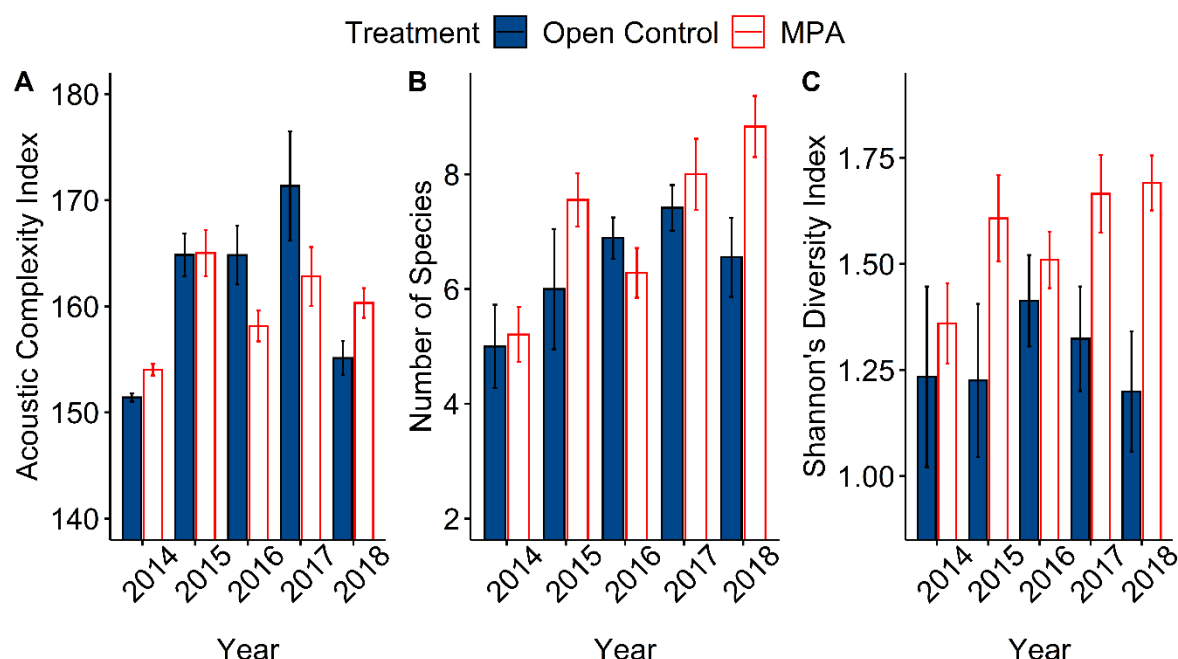 Treatment Open Control MPA
A
Acoustic Complexity Index
180
170
160
150
140
2014 2015 2016 2017 2018
Year
B
Number of Species
8
6
4
2
2014 2015 2016 2017 2018
Year
C
Shannon's Diversity Index
1.75
1.50
1.25
1.00
2014 2015 2016 2017 2018
Year